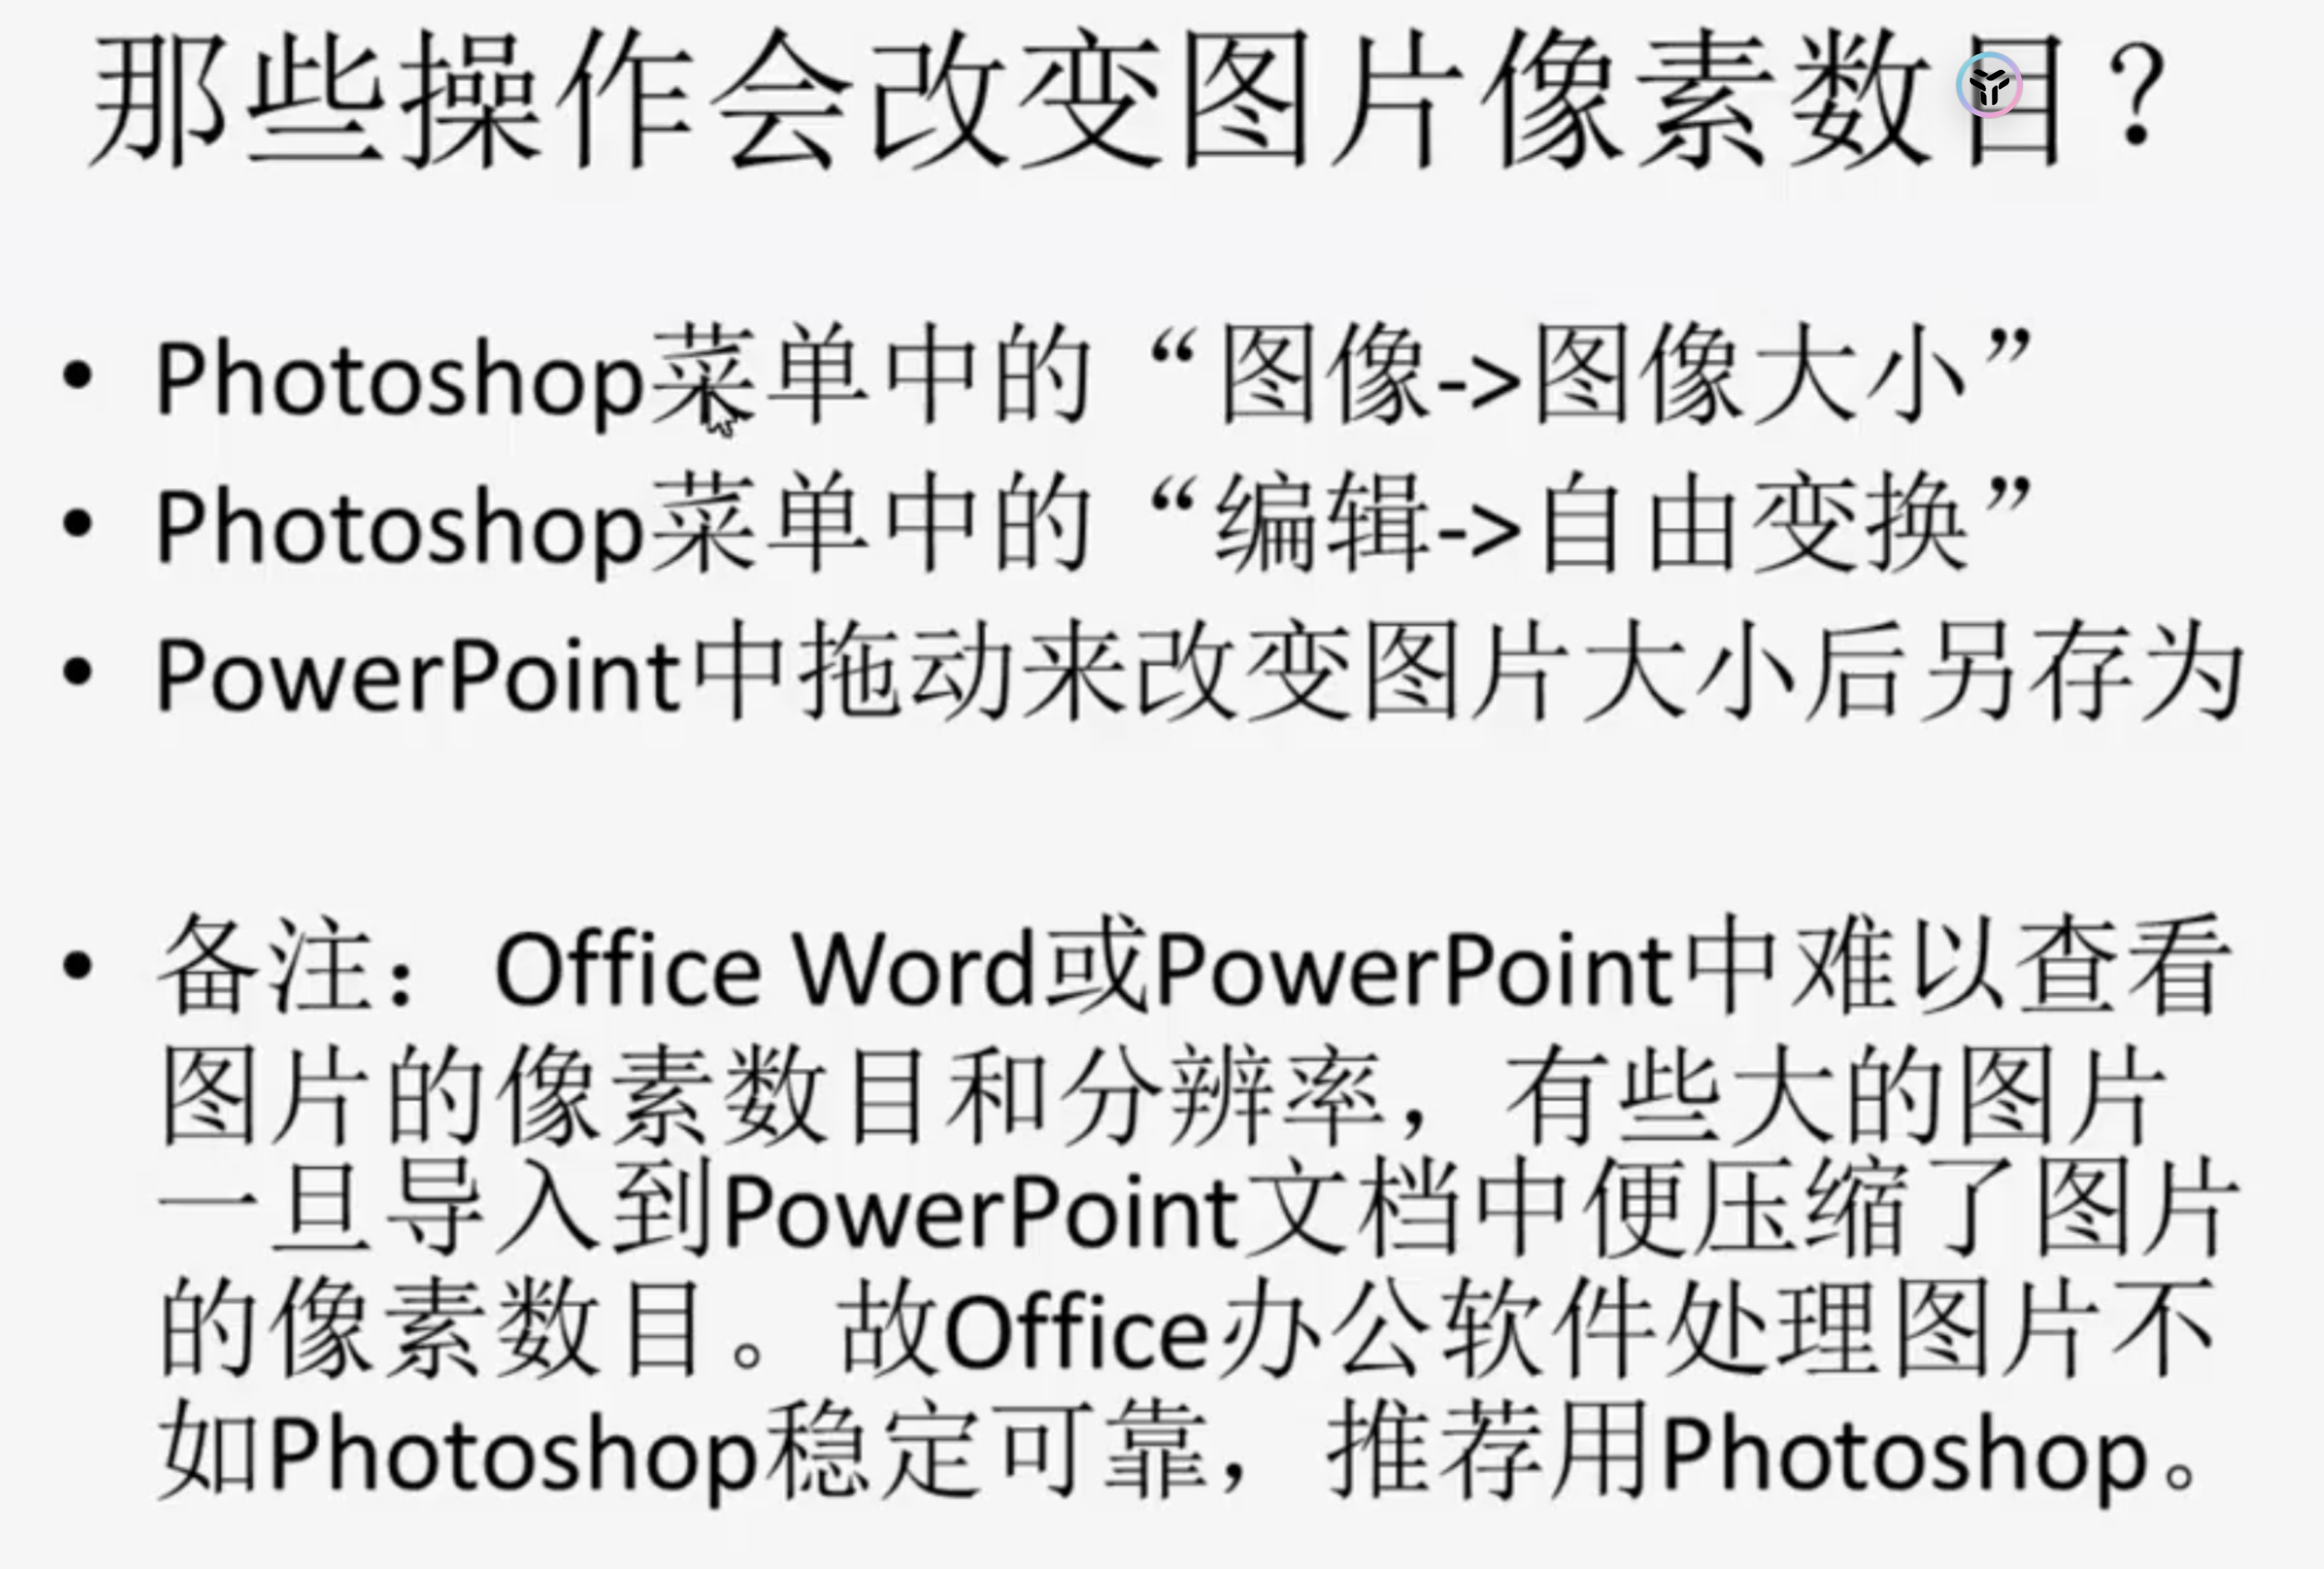 那些操作会改变图片像素数目？
• Photoshop菜单中的“图像->图像大小”
• Photoshop菜单中的“编辑->自由变换”
• PowerPoint中拖动来改变图片大小后另存为
• 备注：Office Word或PowerPoint中难以查看
图片的像素数目和分辨率，有些大的图片
一旦导入到PowerPoint文档中便压缩了图片
的像素数目。故Office办公软件处理图片不
如Photoshop稳定可靠，推荐用Photoshop。